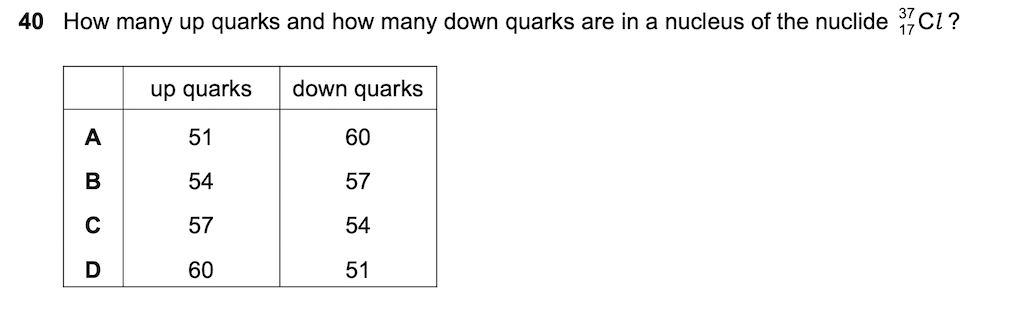 40 How many up quarks and how many down quarks are in a nucleus of the nuclide ³⁷₁₇Cl ?
up quarks down quarks
A 51 60
B 54 57
C 57 54
D 60 51